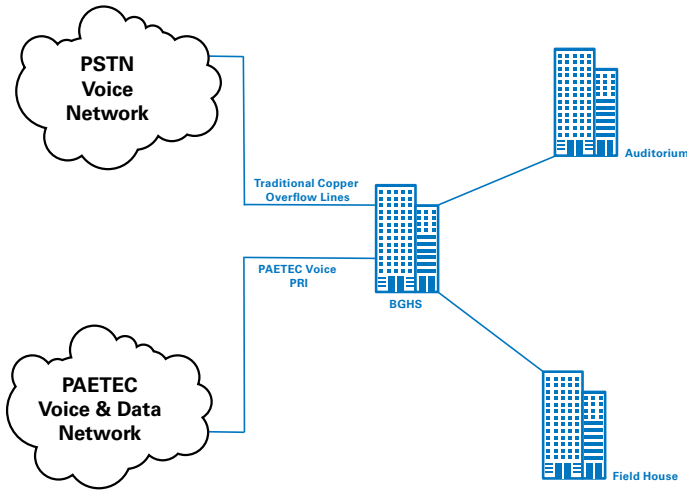 PSTN
Voice
Network
Auditorium
Traditional Copper
Overflow Lines
PAETEC Voice
PRI
BGHS
PAETEC
Voice & Data
Network
Field House